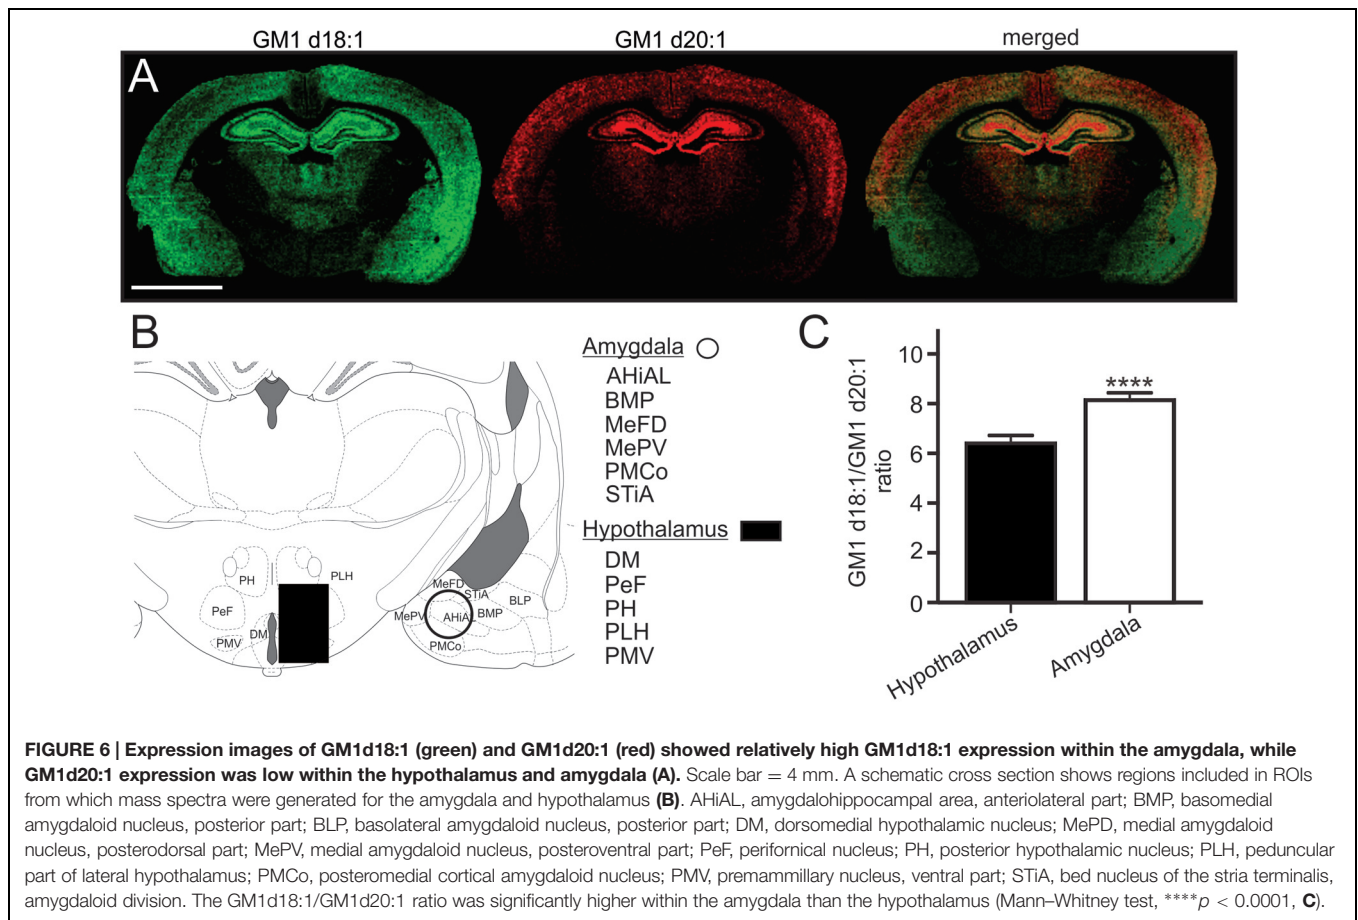 GM1 d18:1
GM1 d20:1
merged
A
B
PH
PLH
PeF
DM
PMV
MeFD
STiA
MePV
AHiAL
BMP
BLP
PMCo
Amygdala
AHiAL
BMP
MeFD
MePV
PMCo
STiA
Hypothalamus
DM
PeF
PH
PLH
PMV
C
GM1 d18:1/GM1 d20:1
ratio
10
8
6
4
2
0
****
Hypothalamus
Amygdala
FIGURE 6 | Expression images of GM1d18:1 (green) and GM1d20:1 (red) showed relatively high GM1d18:1 expression within the amygdala, while
GM1d20:1 expression was low within the hypothalamus and amygdala (A). Scale bar = 4 mm. A schematic cross section shows regions included in ROIs
from which mass spectra were generated for the amygdala and hypothalamus (B). AHiAL, amygdalohippocampal area, anteriolateral part; BMP, basomedial
amygdaloid nucleus, posterior part; BLP, basolateral amygdaloid nucleus, posterior part; DM, dorsomedial hypothalamic nucleus; MePD, medial amygdaloid
nucleus, posterodorsal part; MePV, medial amygdaloid nucleus, posteroventral part; PeF, perifornical nucleus; PH, posterior hypothalamic nucleus; PLH, peduncular
part of lateral hypothalamus; PMCo, posteromedial cortical amygdaloid nucleus; PMV, premammillary nucleus, ventral part; STiA, bed nucleus of the stria terminalis,
amygdaloid division. The GM1d18:1/GM1d20:1 ratio was significantly higher within the amygdala than the hypothalamus (Mann–Whitney test, ****p < 0.0001, C).